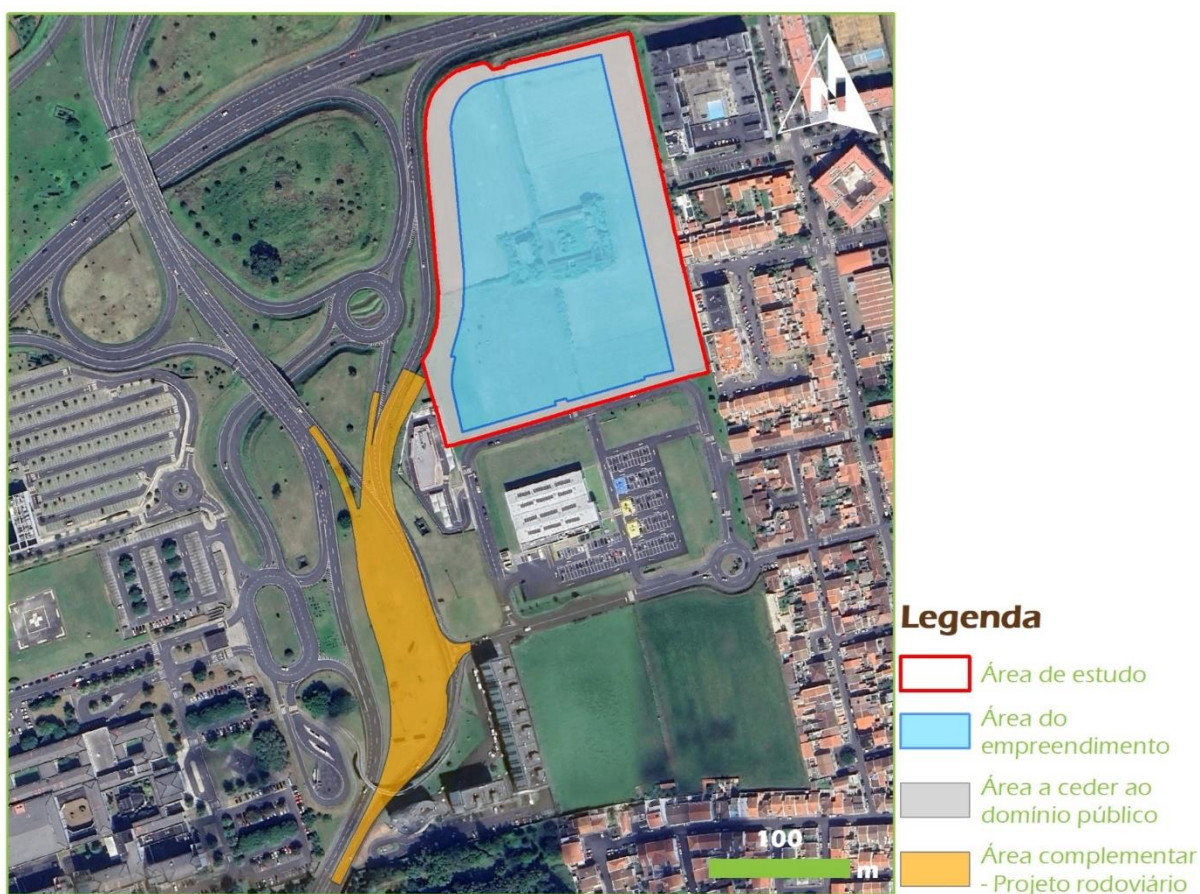 N
Legenda
Área de estudo
Área do
empreendimento
Área a ceder ao
domínio público
Área complementar
- Projeto rodoviário
100
m